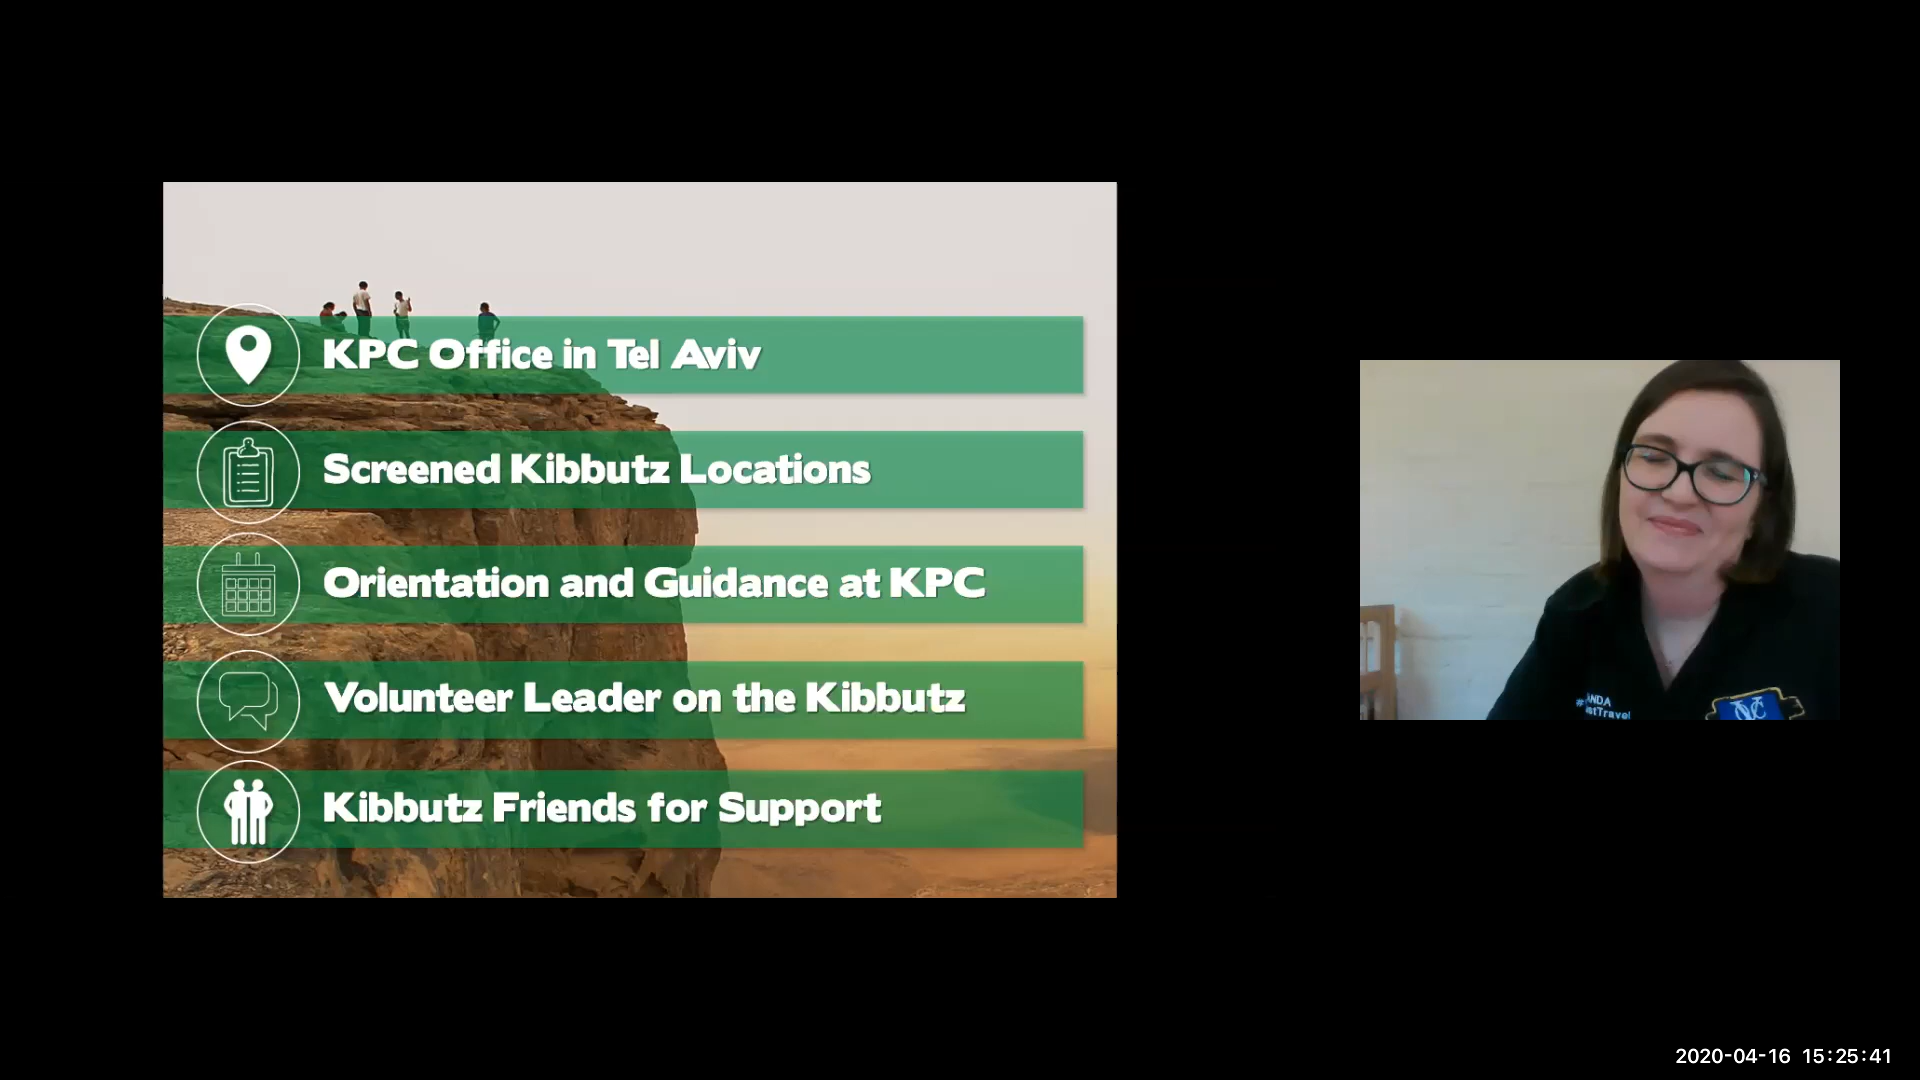 KPC Office in Tel Aviv
Screened Kibbutz Locations
Orientation and Guidance at KPC
Volunteer Leader on the Kibbutz
Kibbutz Friends for Support
2020-04-16 15:25:41